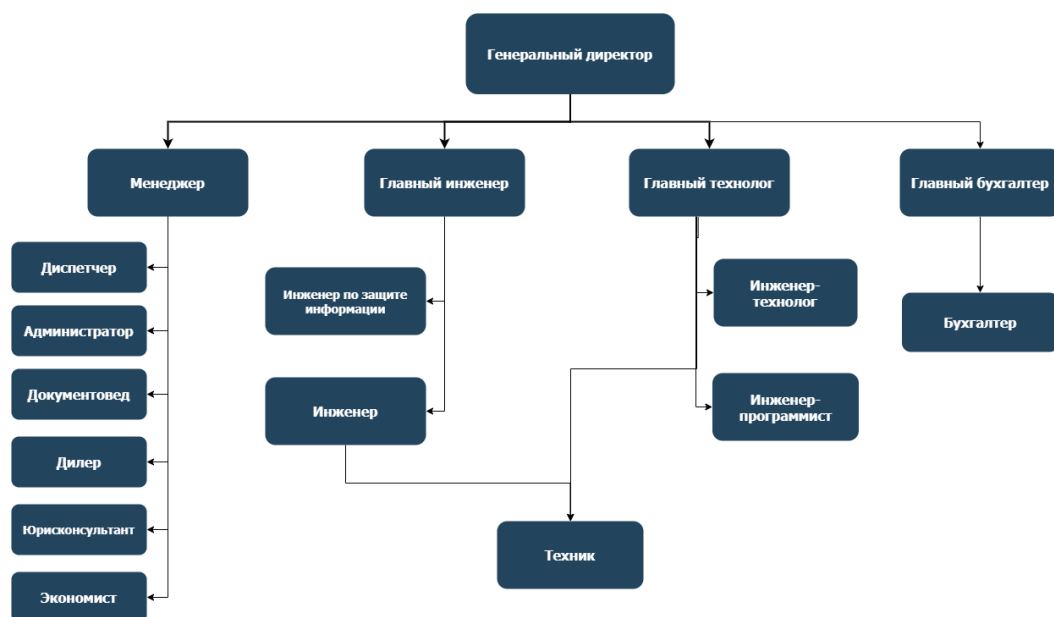 Генеральный директор
Менеджер
Главный инженер
Главный технолог
Главный бухгалтер
Диспетчер
Администратор
Документовед
Дилер
Юрисконсультант
Экономист
Инженер по защите
информации
Инженер
Инженер-
технолог
Инженер-
программист
Бухгалтер
Техник